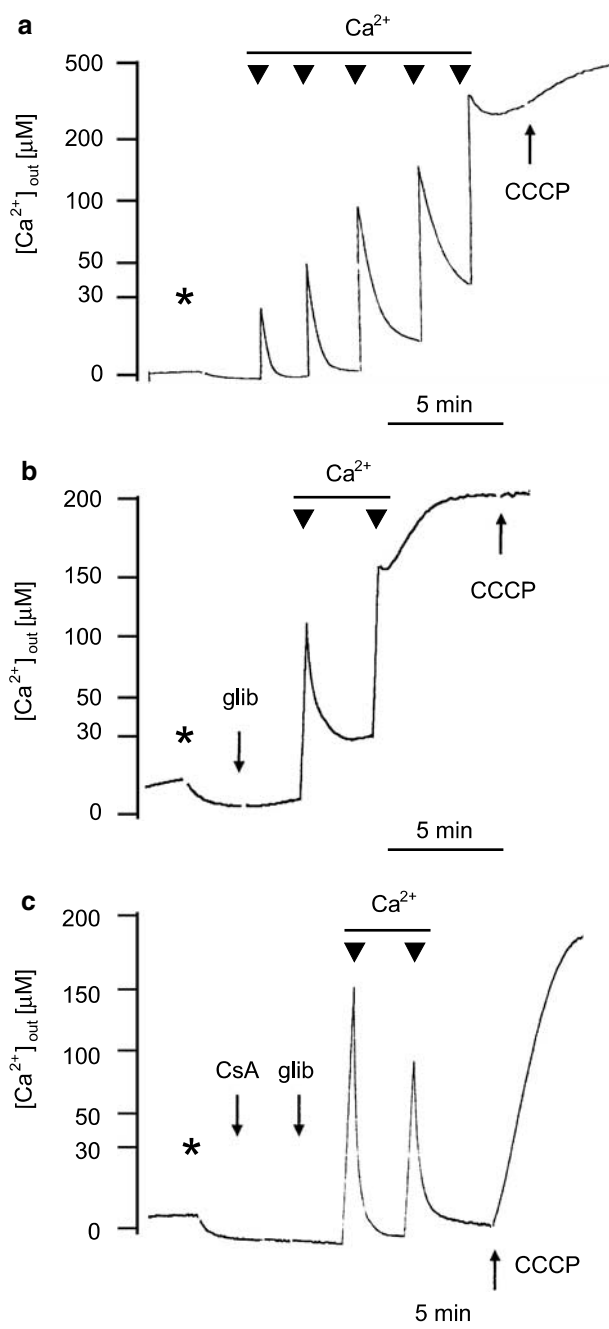 a
Ca2+
500
200
100
50
30
0
[Ca2+]out [µM]
*
CCCP
5 min
b
Ca2+
200
150
100
50
30
0
[Ca2+]out [µM]
*
glib
CCCP
5 min
c
Ca2+
200
150
100
50
30
0
[Ca2+]out [µM]
*
CsA glib
CCCP
5 min